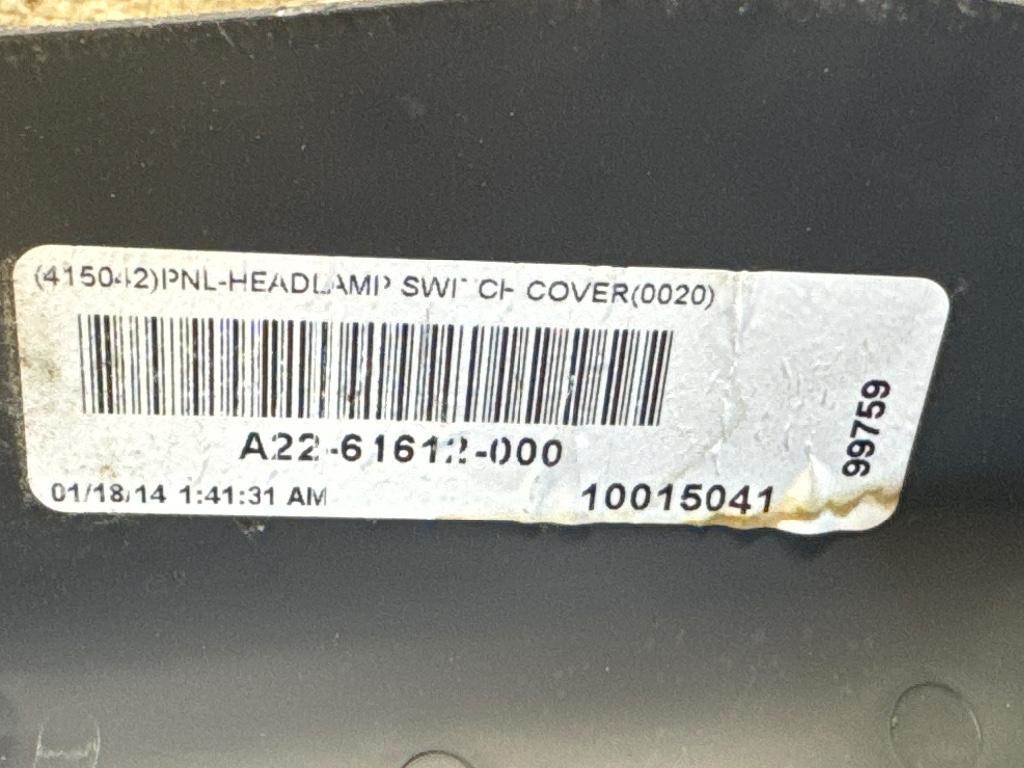 (415042)PNL-HEADLAMP SWITCH COVER(0020)
A22-61612-000
01/18/14 1:41:31 AM
10015041
99759